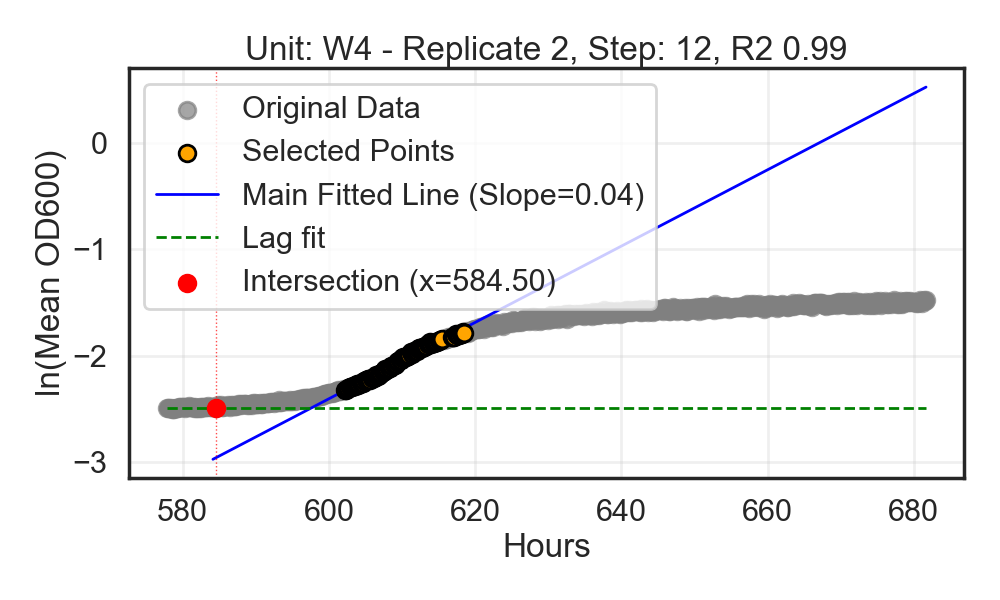 Unit: W4 - Replicate 2, Step: 12, R2 0.99
Original Data
Selected Points
Main Fitted Line (Slope=0.04)
Lag fit
Intersection (x=584.50)
ln(Mean OD600)
0
−1
−2
−3
580 600 620 640 660 680
Hours